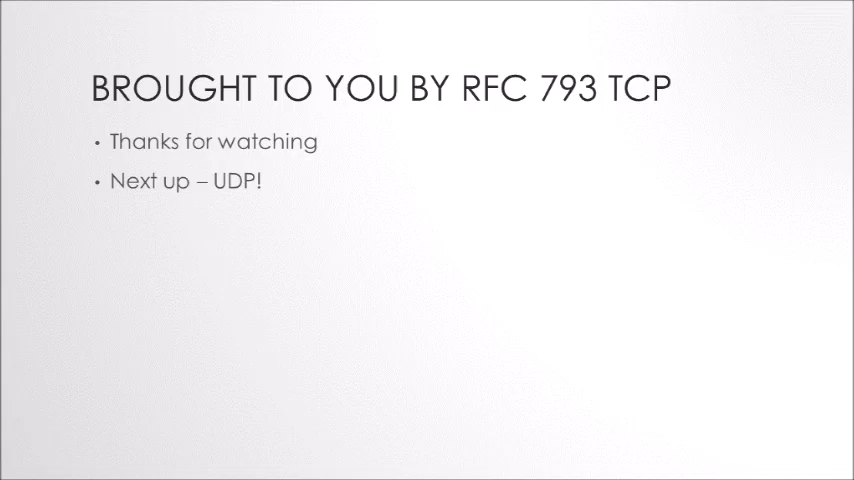 BROUGHT TO YOU BY RFC 793 TCP
• Thanks for watching
• Next up – UDP!